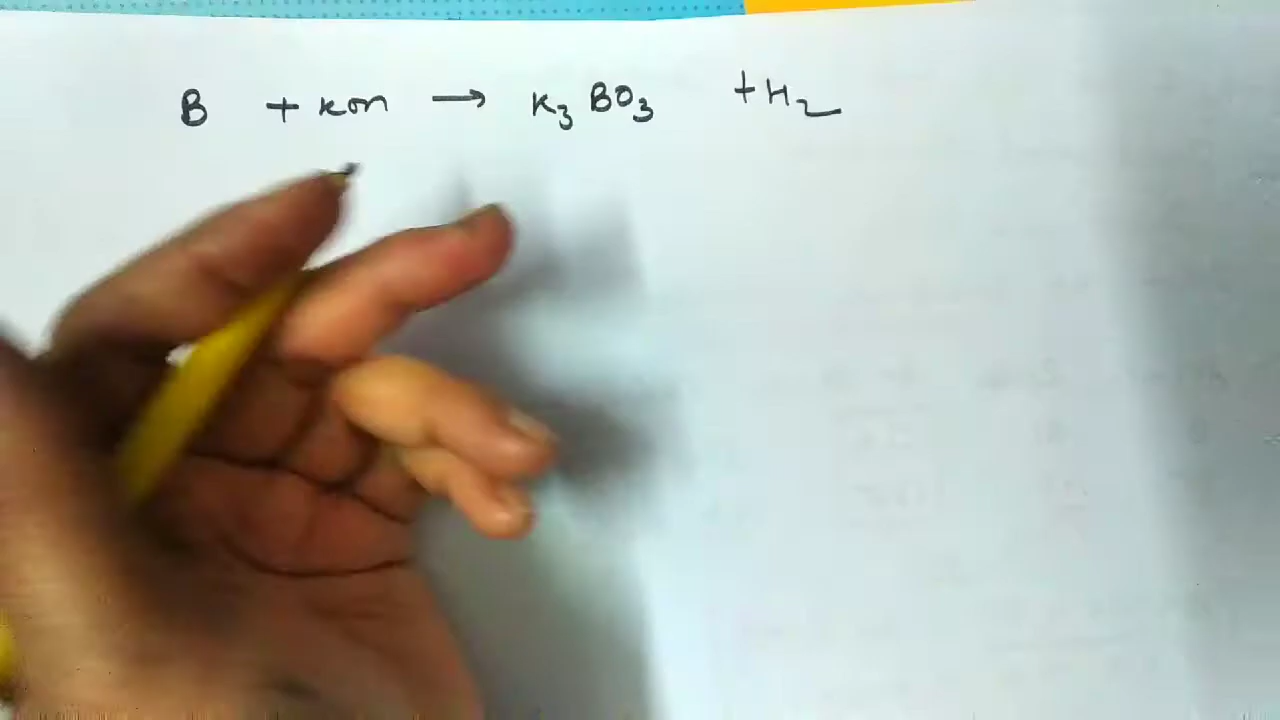 B + KOH → K₃BO₃ + H₂